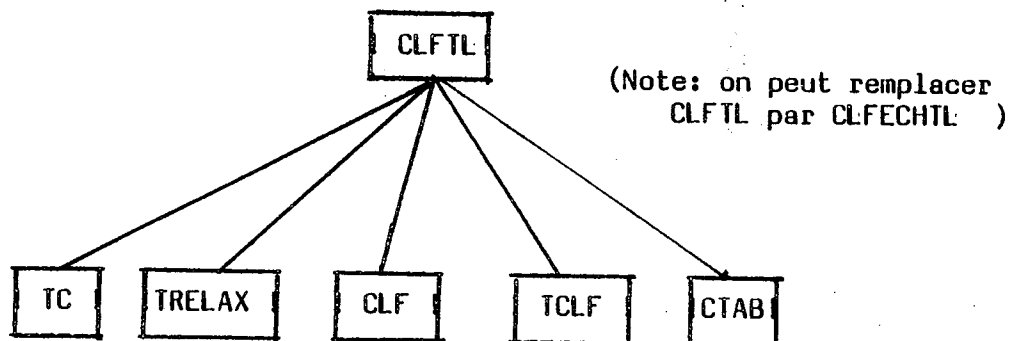 CLFTL
(Note: on peut remplacer
CLFTL par CLFECHTL )
TC TRELAX CLF TCLF CTAB